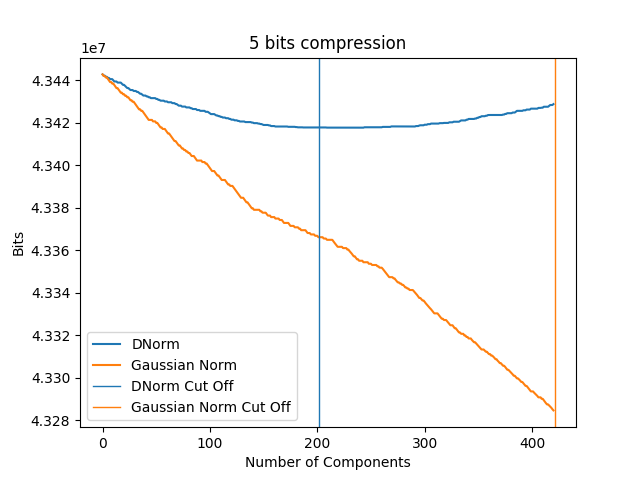 5 bits compression
1e7
4.344
4.342
4.340
4.338
4.336
4.334
4.332
4.330
4.328
Bits
DNorm
Gaussian Norm
DNorm Cut Off
Gaussian Norm Cut Off
0 100 200 300 400
Number of Components